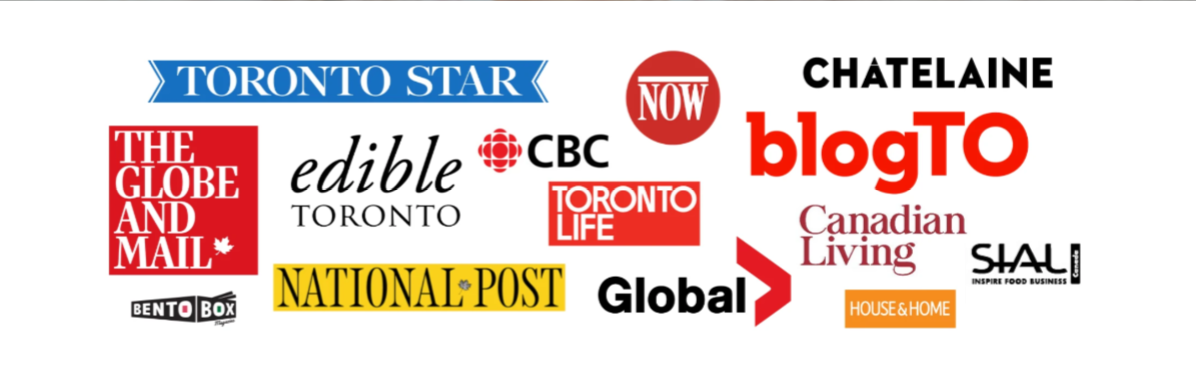 TORONTO STAR
NOW
CHATELAINE
blogTO
THE
GLOBE
AND
MAIL
edible
TORONTO
CBC
TORONTO
LIFE
Canadian
Living
SIAL
Canada
INSPIRE FOOD BUSINESS
NATIONAL POST
Global
HOUSE & HOME
BENTO BOX
Magazine